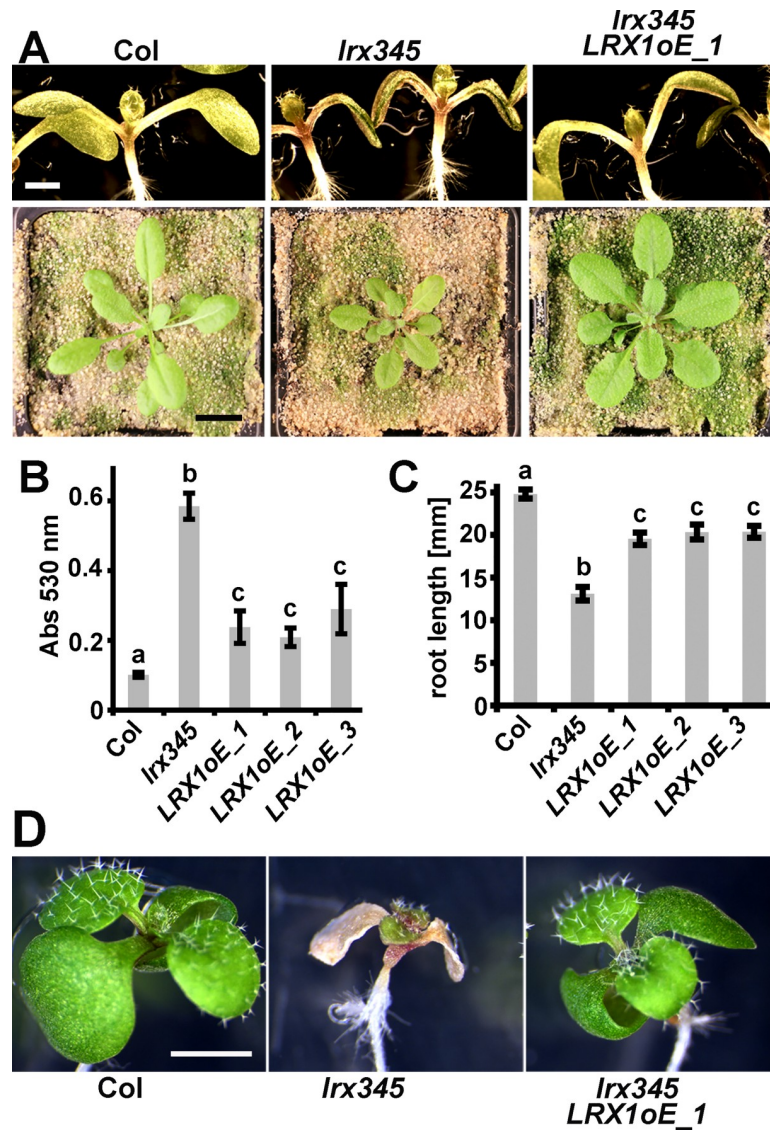 A
Col
lrx345
lrx345
LRX1oE_1
B
Abs 530 nm
0.6
0.4
0.2
0
a
b
c
c
c
Col
lrx345
LRX1oE_1
LRX1oE_2
LRX1oE_3
C
root length [mm]
25
20
15
10
5
0
a
b
c
c
c
Col
lrx345
LRX1oE_1
LRX1oE_2
LRX1oE_3
D
Col
lrx345
lrx345
LRX1oE_1